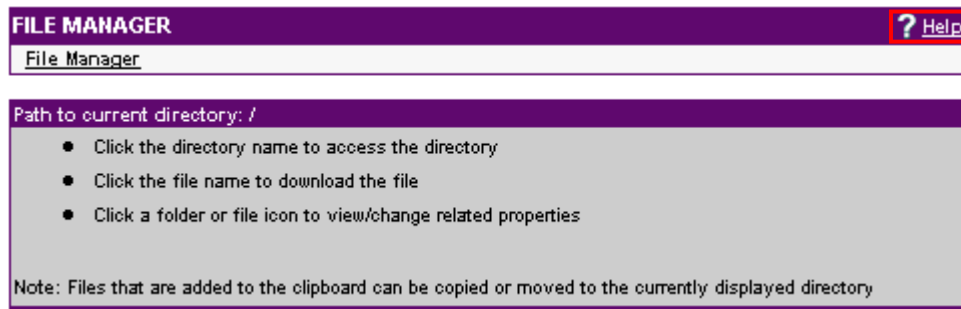 FILE MANAGER
? Help
File Manager
Path to current directory: /
● Click the directory name to access the directory
● Click the file name to download the file
● Click a folder or file icon to view/change related properties
Note: Files that are added to the clipboard can be copied or moved to the currently displayed directory